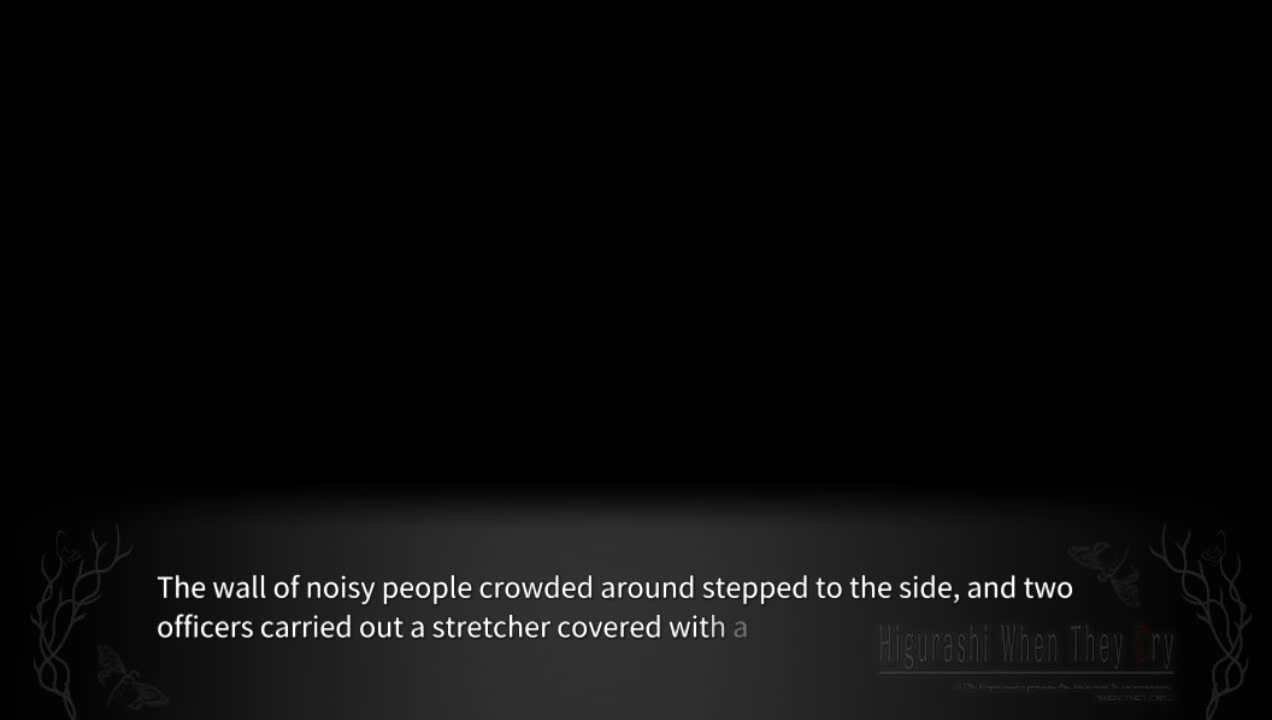 The wall of noisy people crowded around stepped to the side, and two
officers carried out a stretcher covered with a
Higurashi When They Cry